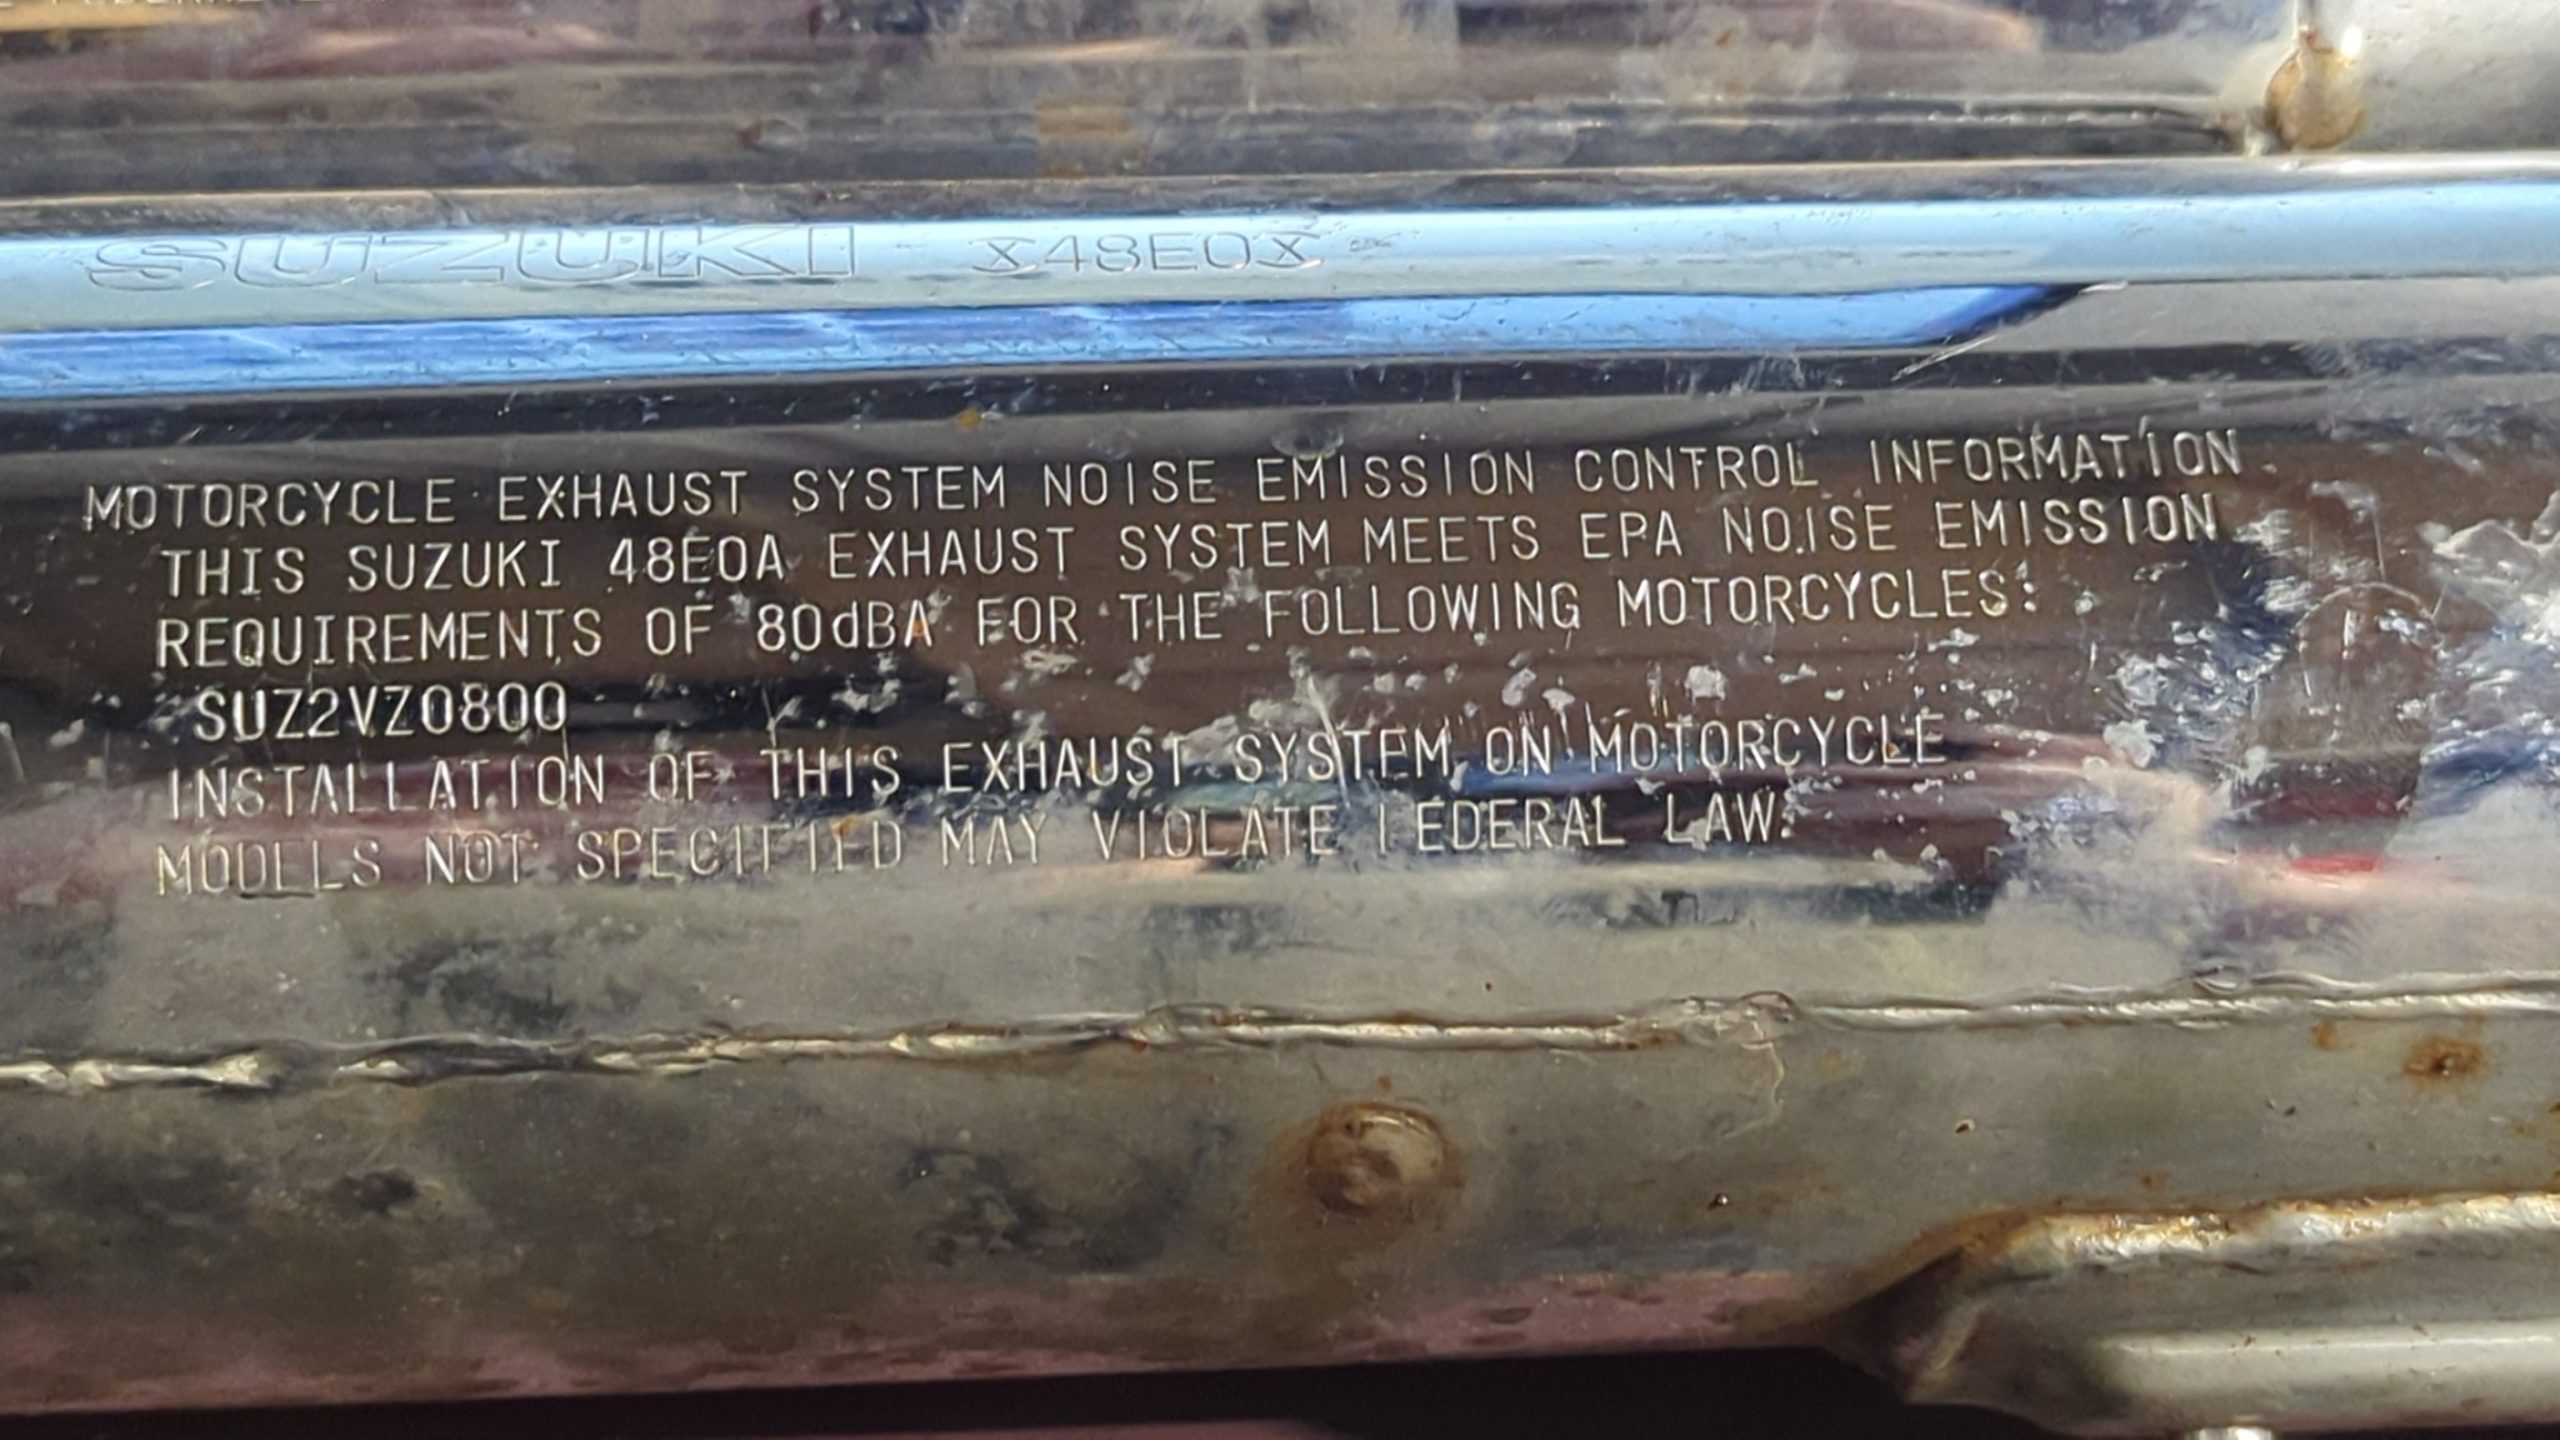 SUZUKI X48E0X
MOTORCYCLE EXHAUST SYSTEM NOISE EMISSION CONTROL INFORMATION
THIS SUZUKI 48E0A EXHAUST SYSTEM MEETS EPA NOISE EMISSION
REQUIREMENTS OF 80dBA FOR THE FOLLOWING MOTORCYCLES:
SUZ2VZ0800
INSTALLATION OF THIS EXHAUST SYSTEM ON MOTORCYCLE
MODELS NOT SPECIFIED MAY VIOLATE FEDERAL LAW.